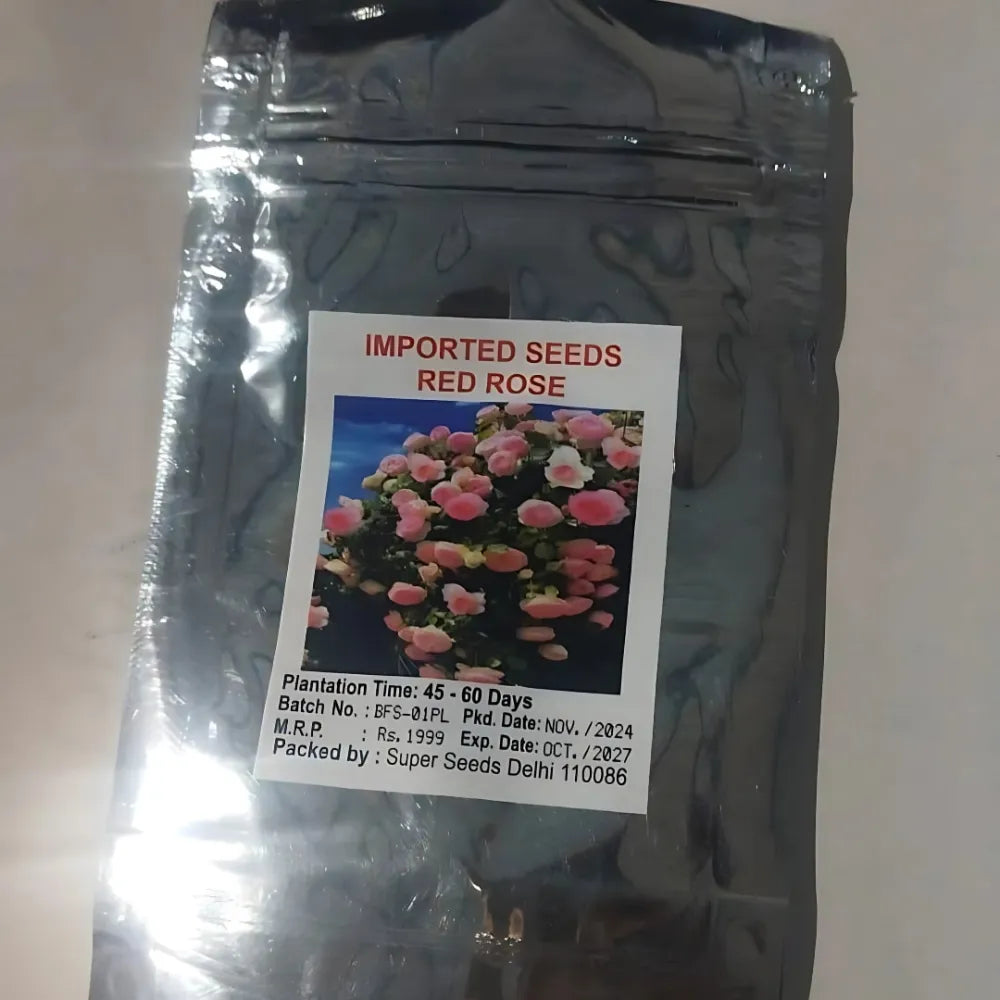 IMPORTED SEEDS
RED ROSE
Plantation Time: 45 - 60 Days
Batch No. : BFS-01PL Pkd. Date: NOV. /2024
M.R.P. : Rs. 1999 Exp. Date: OCT. /2027
Packed by : Super Seeds Delhi 110086